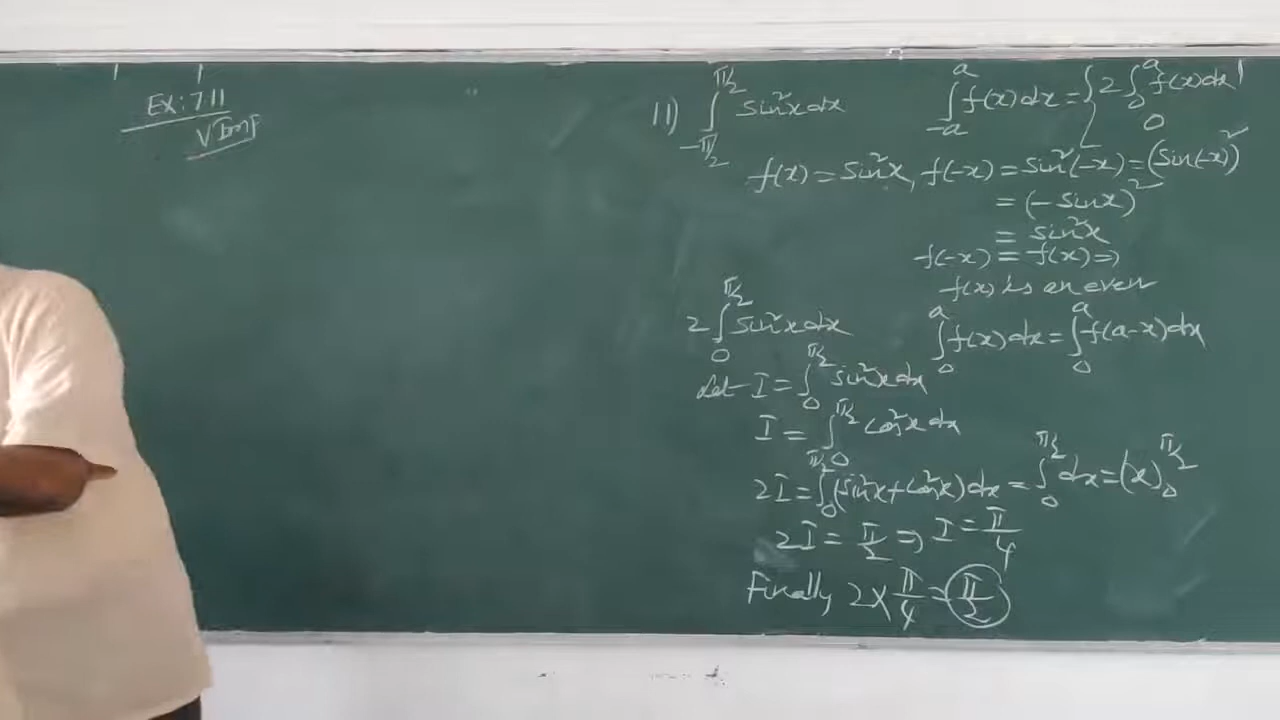 Ex: 7.11
√Imp
11) ∫_{-π/2}^{π/2} sin²x dx    ∫_{-a}^{a} f(x) dx = { 2 ∫_0^a f(x) dx
0
f(x) = sin²x, f(-x) = sin²(-x) = (sin(-x))²
= (-sinx)²
= sin²x
f(-x) = f(x) ⇒
f(x) is an even
2 ∫_0^{π/2} sin²x dx    ∫_0^a f(x) dx = ∫_0^a f(a-x) dx
Let I = ∫_0^{π/2} sin²x dx
I = ∫_0^{π/2} cos²x dx
2I = ∫_0^{π/2} (sin²x + cos²x) dx = ∫_0^{π/2} dx = (x)_0^{π/2}
2I = π/2 ⇒ I = π/4
Finally 2 × π/4 = π/2